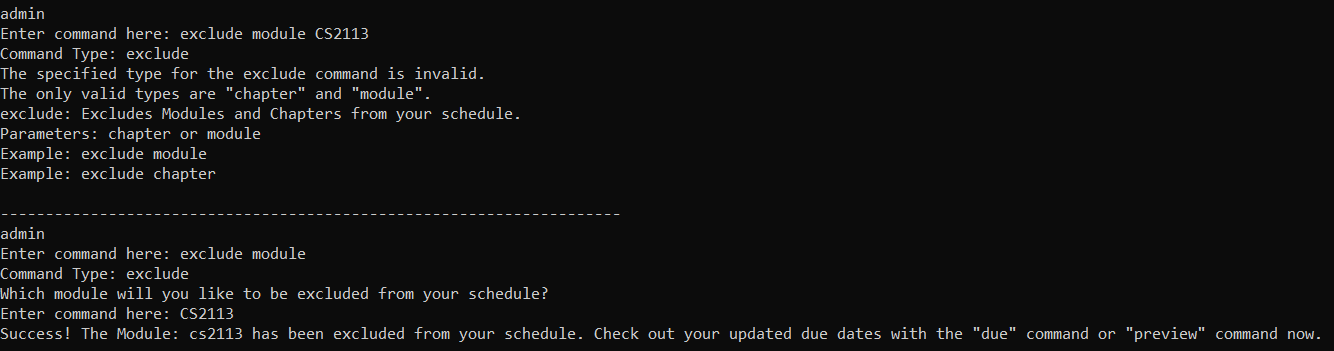 admin
Enter command here: exclude module CS2113
Command Type: exclude
The specified type for the exclude command is invalid.
The only valid types are "chapter" and "module".
exclude: Excludes Modules and Chapters from your schedule.
Parameters: chapter or module
Example: exclude module
Example: exclude chapter
---------------------------------------------------------------------
admin
Enter command here: exclude module
Command Type: exclude
Which module will you like to be excluded from your schedule?
Enter command here: CS2113
Success! The Module: cs2113 has been excluded from your schedule. Check out your updated due dates with the "due" command or "preview" command now.